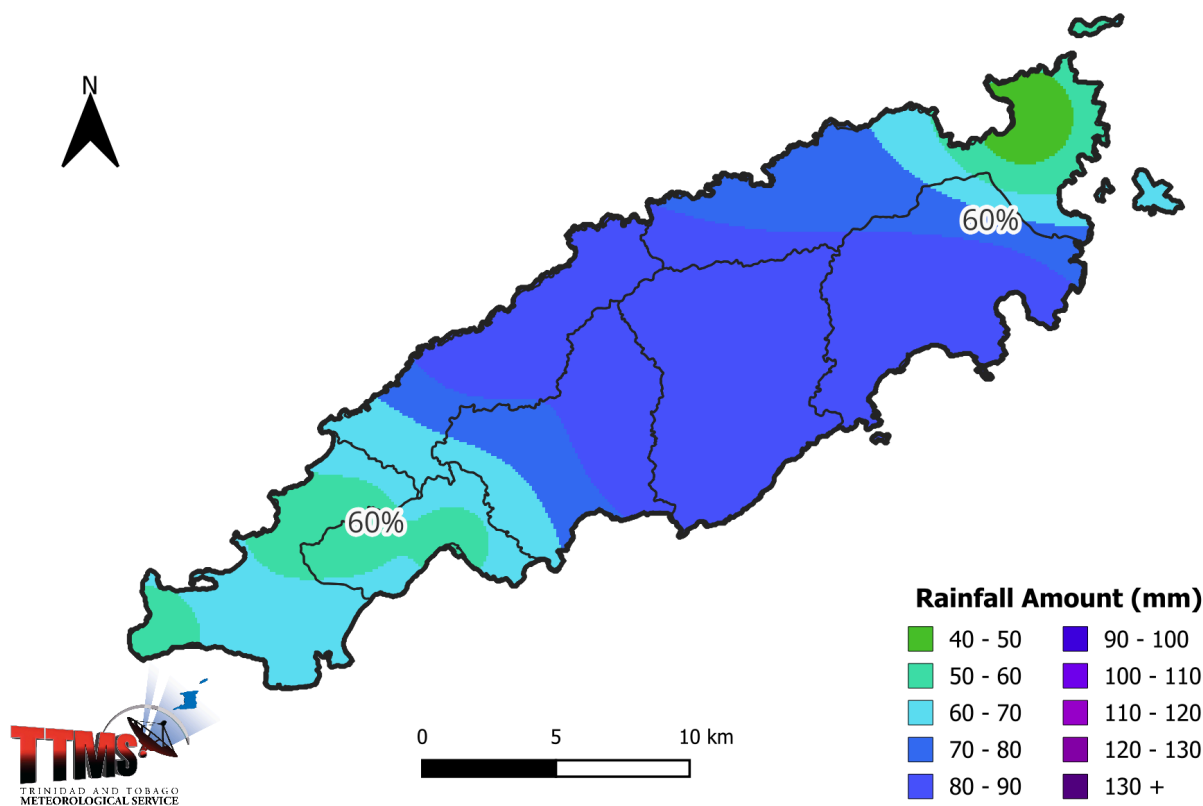 N
60%
60%
Rainfall Amount (mm)
40 - 50
50 - 60
60 - 70
70 - 80
80 - 90
90 - 100
100 - 110
110 - 120
120 - 130
130 +
0 5 10 km
TTMS
TRINIDAD AND TOBAGO
METEOROLOGICAL SERVICE